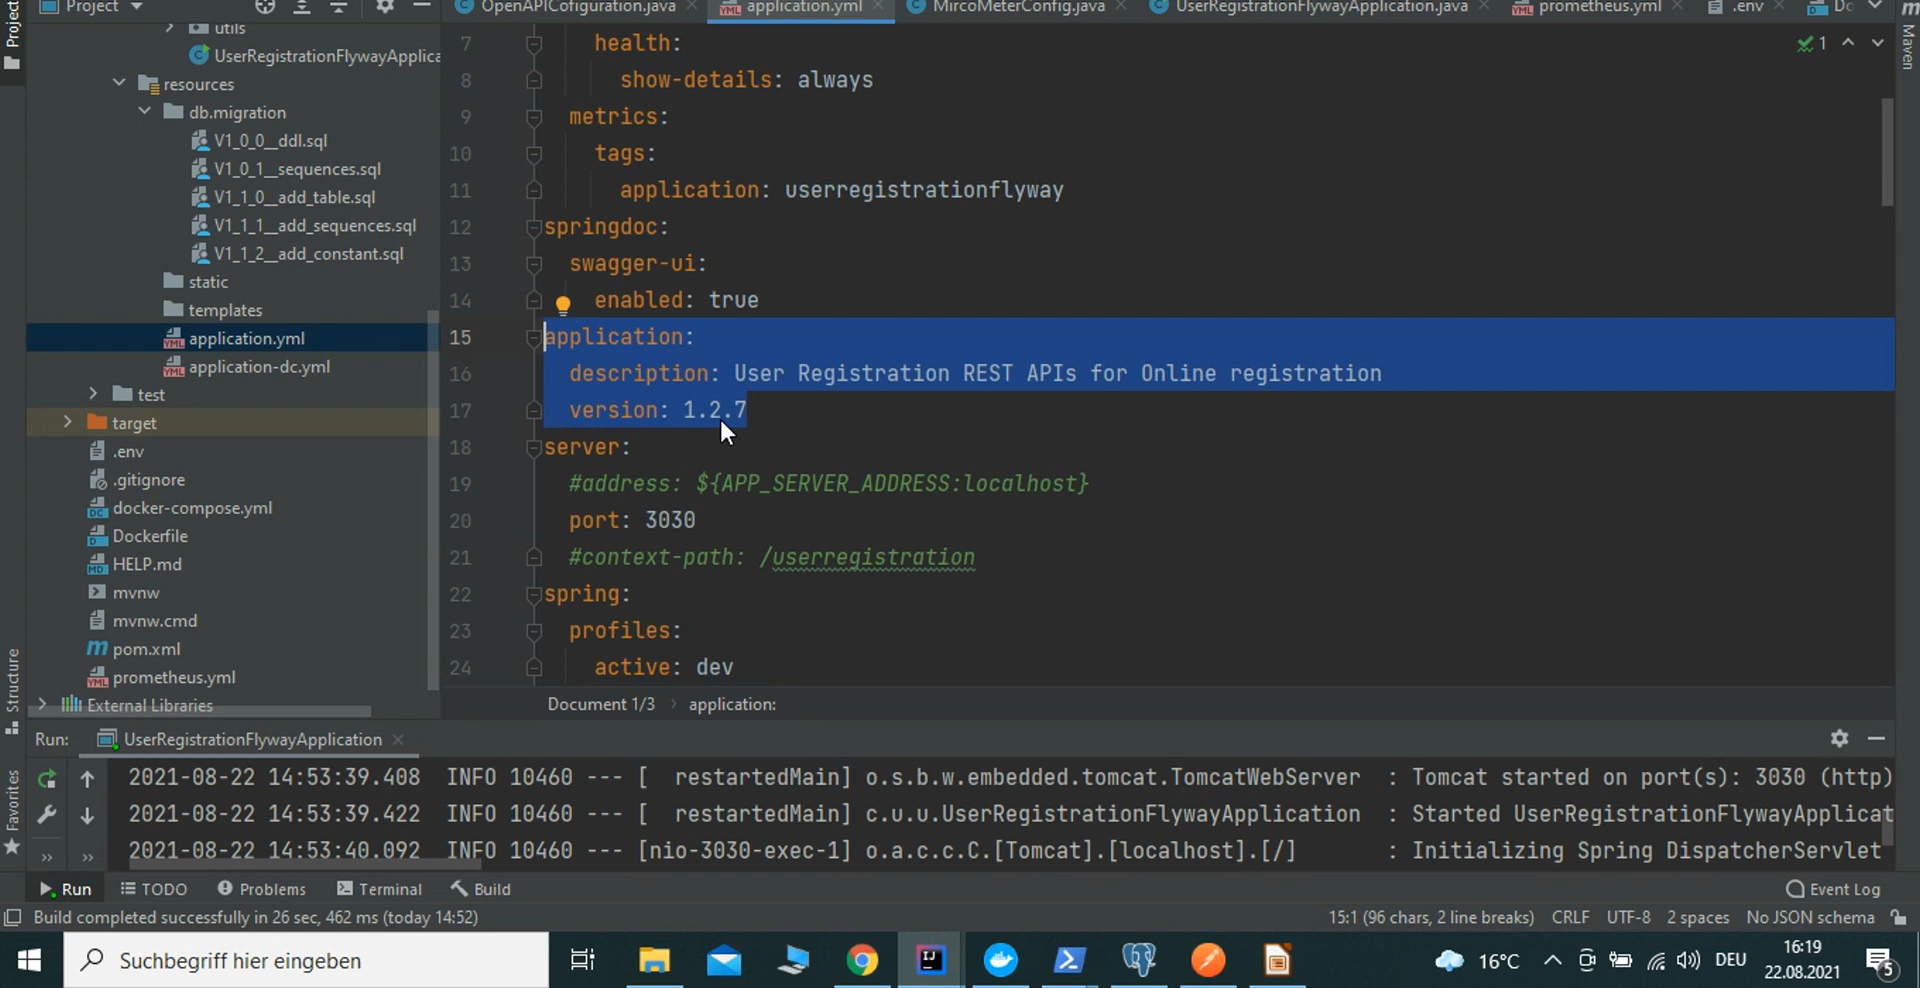 Project
OpenAPICofiguration.java
application.yml
MircoMeterConfig.java
UserRegistrationFlywayApplication.java
prometheus.yml
.env
Do
Project
Maven
utils
UserRegistrationFlywayApplica
resources
db.migration
V1_0_0__ddl.sql
V1_0_1__sequences.sql
V1_1_0__add_table.sql
V1_1_1__add_sequences.sql
V1_1_2__add_constant.sql
static
templates
application.yml
application-dc.yml
test
target
.env
.gitignore
docker-compose.yml
Dockerfile
HELP.md
mvnw
mvnw.cmd
pom.xml
prometheus.yml
External Libraries
7 health:
8 show-details: always
9 metrics:
10 tags:
11 application: userregistrationflyway
12 springdoc:
13 swagger-ui:
14 enabled: true
15 application:
16 description: User Registration REST APIs for Online registration
17 version: 1.2.7
18 server:
19 #address: ${APP_SERVER_ADDRESS:localhost}
20 port: 3030
21 #context-path: /userregistration
22 spring:
23 profiles:
24 active: dev
1
Document 1/3 application:
Structure
Favorites
Run: UserRegistrationFlywayApplication
2021-08-22 14:53:39.408 INFO 10460 --- [ restartedMain] o.s.b.w.embedded.tomcat.TomcatWebServer : Tomcat started on port(s): 3030 (http)
2021-08-22 14:53:39.422 INFO 10460 --- [ restartedMain] c.u.u.UserRegistrationFlywayApplication : Started UserRegistrationFlywayApplicat
2021-08-22 14:53:40.092 INFO 10460 --- [nio-3030-exec-1] o.a.c.c.C.[Tomcat].[localhost].[/] : Initializing Spring DispatcherServlet
Run TODO Problems Terminal Build Event Log
Build completed successfully in 26 sec, 462 ms (today 14:52) 15:1 (96 chars, 2 line breaks) CRLF UTF-8 2 spaces No JSON schema
Suchbegriff hier eingeben
16°C
DEU
16:19
22.08.2021
5